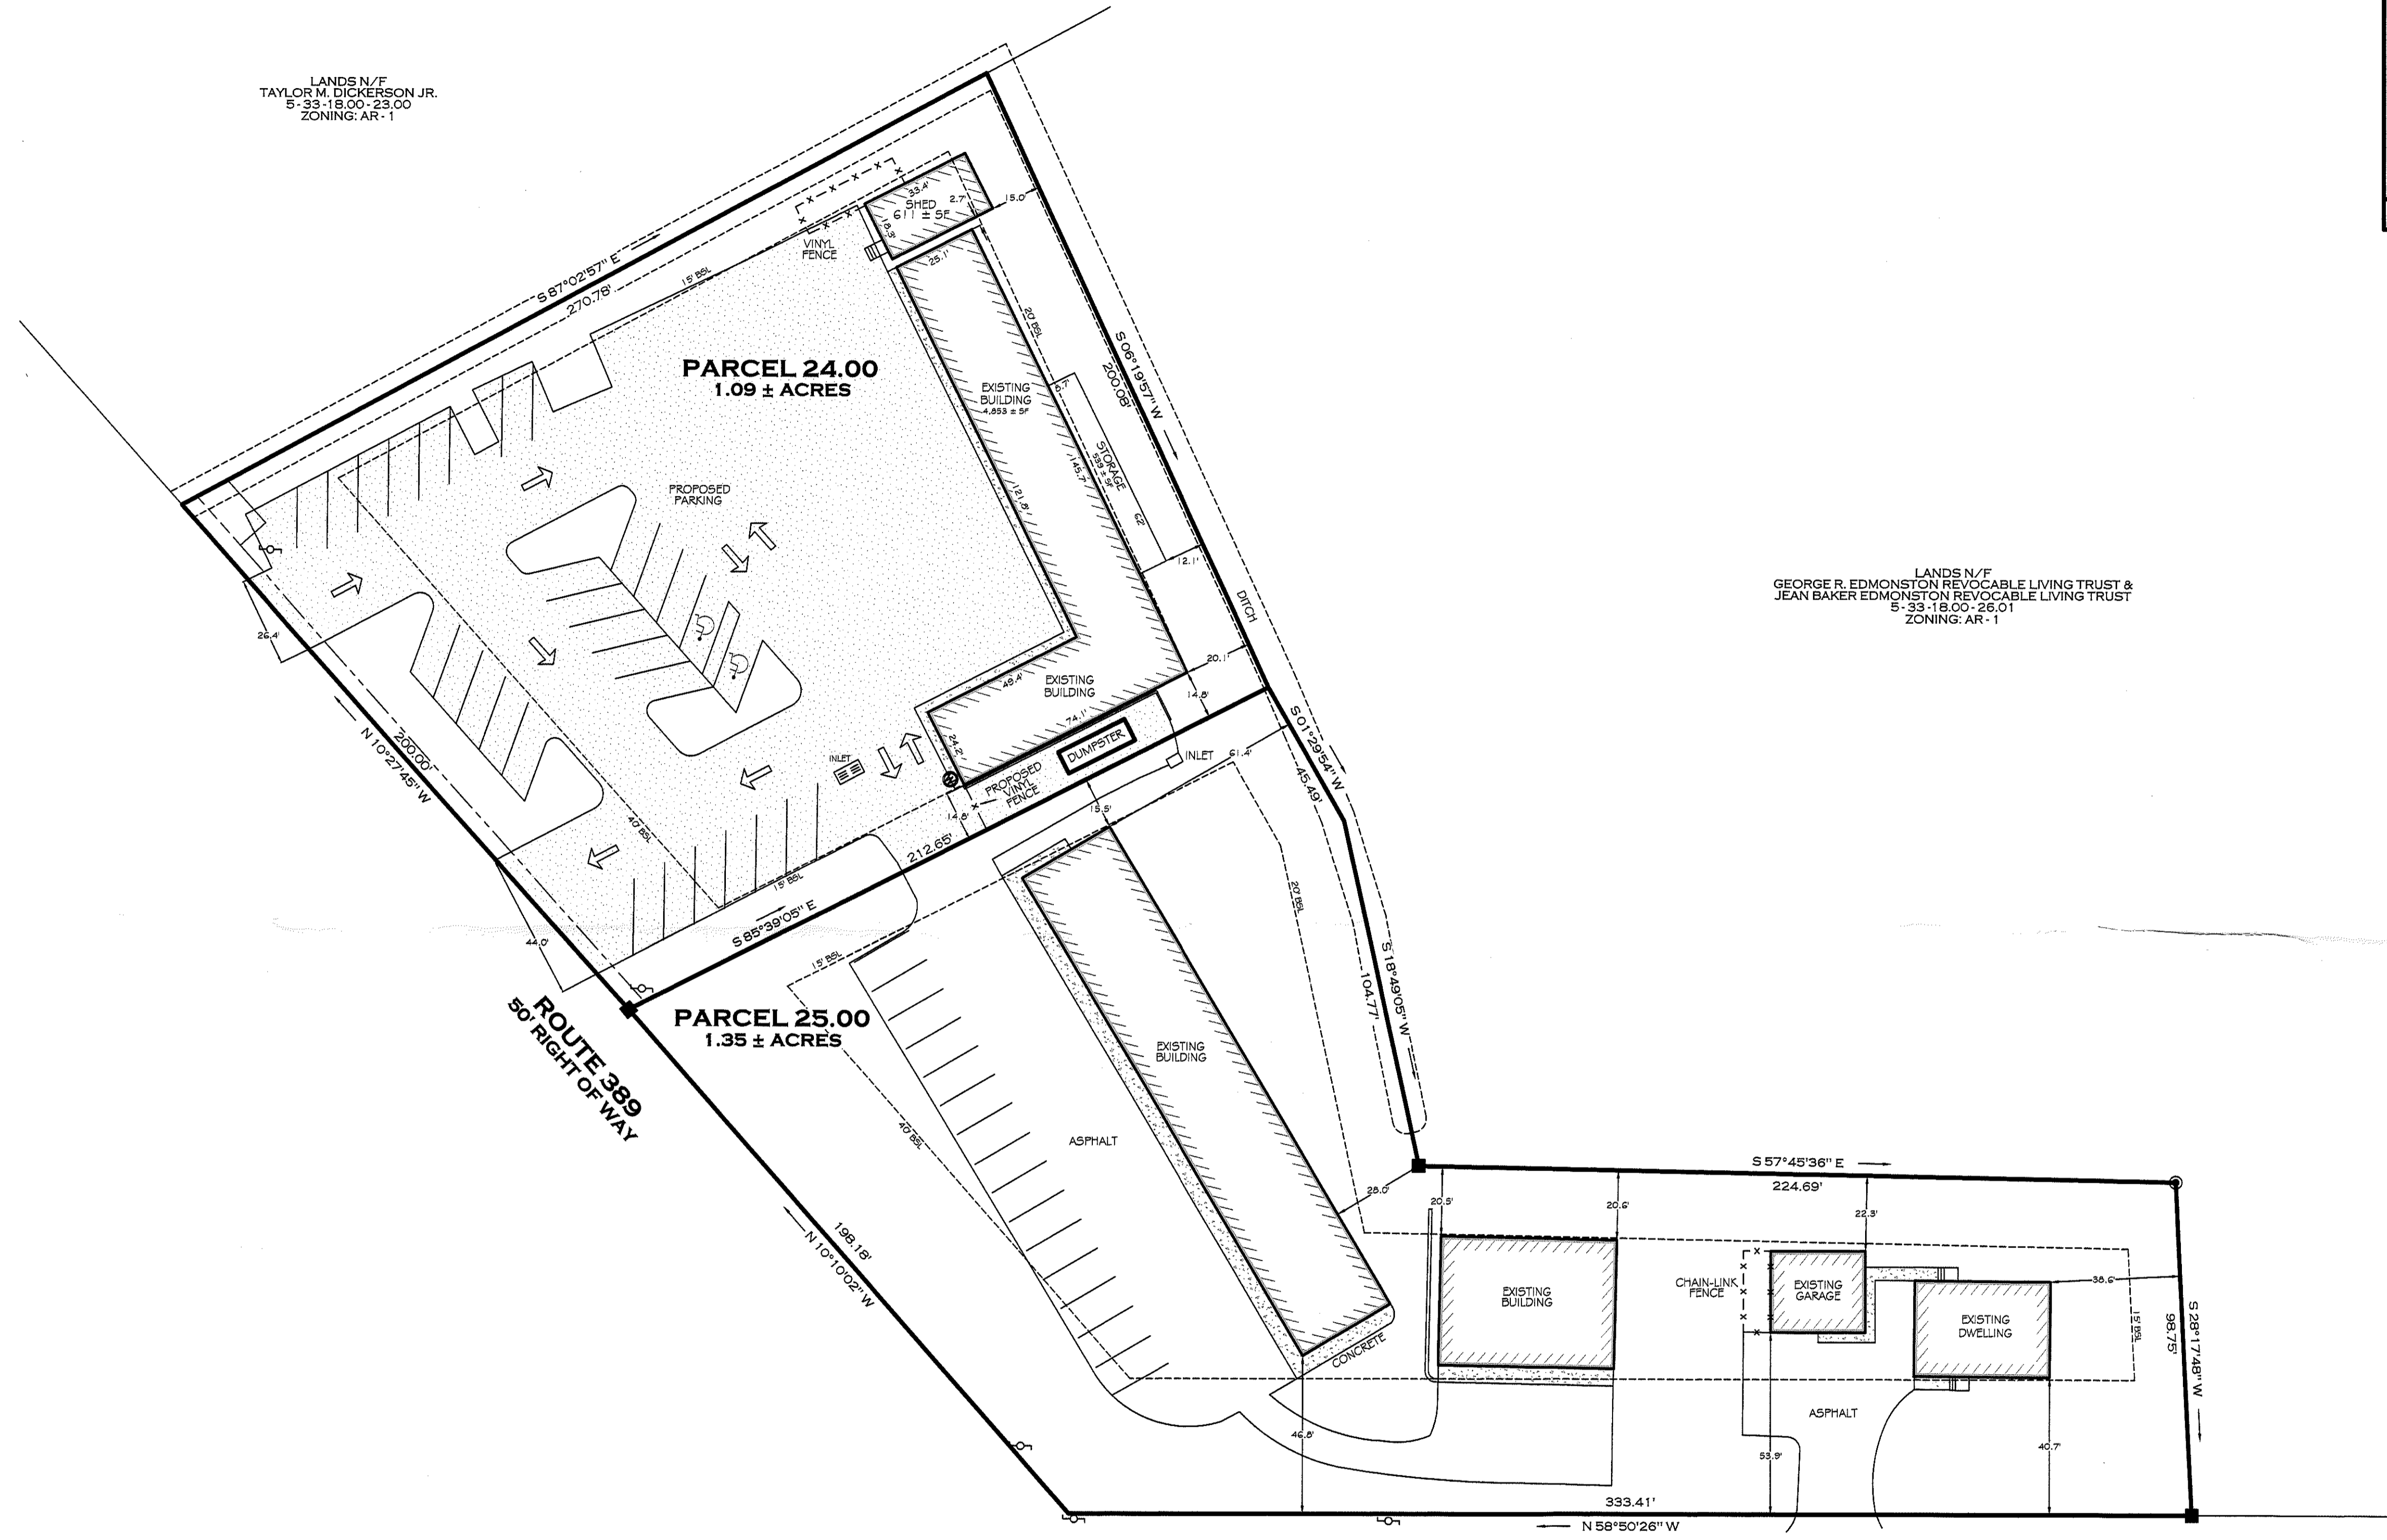 LANDS N/F
TAYLOR M. DICKERSON JR.
5-33-18.00-23.00
ZONING: AR-1
S 87°02'57" E
270.78'
15' BSL
VINYL
FENCE
33.4'
SHED
611 ± SF
2.7'
18.3'
15.0'
25.1'
20' BSL
PARCEL 24.00
1.09 ± ACRES
EXISTING
BUILDING
4,853 ± SF
S 06°19'57" W
200.08'
STORAGE
539 ± SF
62'
145.7'
121.8'
12.1'
PROPOSED
PARKING
DITCH
LANDS N/F
GEORGE R. EDMONSTON REVOCABLE LIVING TRUST &
JEAN BAKER EDMONSTON REVOCABLE LIVING TRUST
5-33-18.00-26.01
ZONING: AR-1
26.4'
20.1'
49.4'
EXISTING
BUILDING
14.8'
74.1'
24.2'
DUMPSTER
INLET
INLET
61.4'
PROPOSED
VINYL
FENCE
14.8'
15.5'
200.00'
N 10°27'45" W
40' BSL
S 01°29'54" W
45.49'
212.65'
15' BSL
S 85°39'05" E
20' BSL
44.0'
15' BSL
S 18°49'05" W
104.77'
ROUTE 389
50' RIGHT OF WAY
PARCEL 25.00
1.35 ± ACRES
EXISTING
BUILDING
40' BSL
ASPHALT
S 57°45'36" E
224.69'
28.0'
20.5'
20.6'
22.3'
198.18'
N 10°10'02" W
CHAIN-LINK
FENCE
EXISTING
BUILDING
EXISTING
GARAGE
EXISTING
DWELLING
38.6'
15' BSL
S 28°17'48" W
98.75'
CONCRETE
ASPHALT
46.8'
53.9'
40.7'
333.41'
N 58°50'26" W